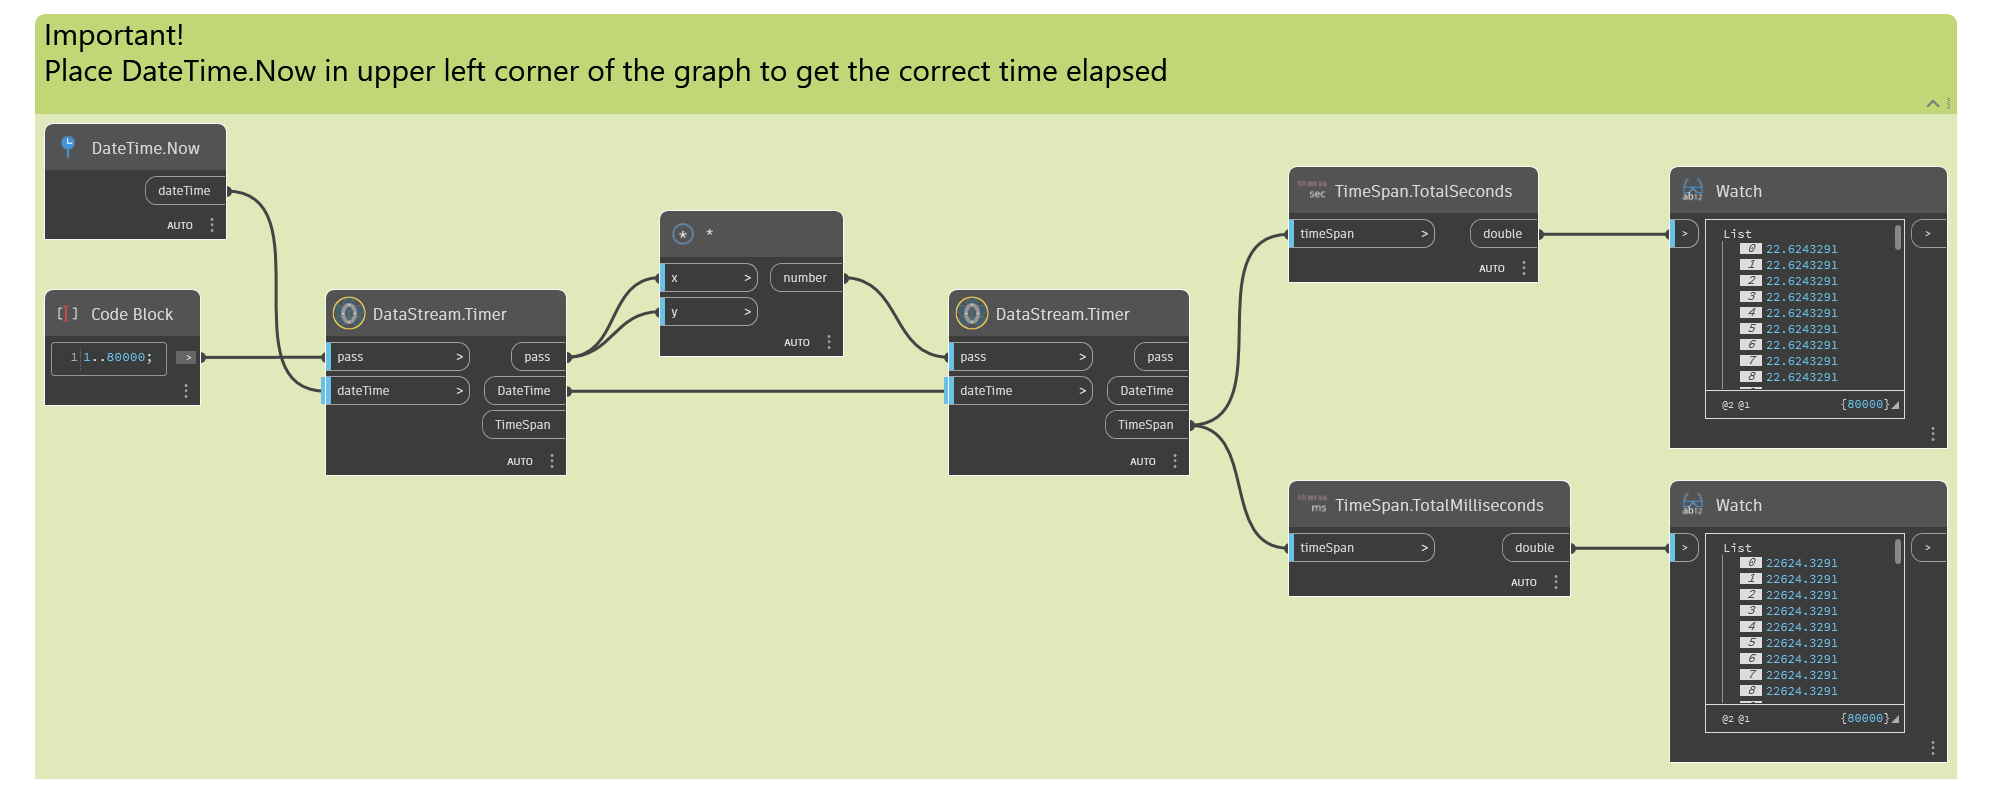 Important!
Place DateTime.Now in upper left corner of the graph to get the correct time elapsed
DateTime.Now
dateTime
AUTO
Code Block
1 1..80000;
>
DataStream.Timer
pass > pass
dateTime > DateTime
TimeSpan
AUTO
*
x > number
y >
AUTO
DataStream.Timer
pass > pass
dateTime > DateTime
TimeSpan
AUTO
sec TimeSpan.TotalSeconds
timeSpan > double
AUTO
ab12 Watch
> List >
0 22.6243291
1 22.6243291
2 22.6243291
3 22.6243291
4 22.6243291
5 22.6243291
6 22.6243291
7 22.6243291
8 22.6243291
@2 @1 {80000}
ms TimeSpan.TotalMilliseconds
timeSpan > double
AUTO
ab12 Watch
> List >
0 22624.3291
1 22624.3291
2 22624.3291
3 22624.3291
4 22624.3291
5 22624.3291
6 22624.3291
7 22624.3291
8 22624.3291
@2 @1 {80000}